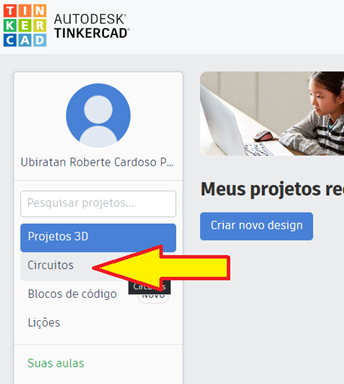 TIN
KER
CAD
AUTODESK®
TINKERCAD®
Ubiratan Roberte Cardoso P...
Pesquisar projetos...
Meus projetos re
Projetos 3D
Criar novo design
Circuitos
Circuitos
Blocos de código
Novo
Lições
Suas aulas